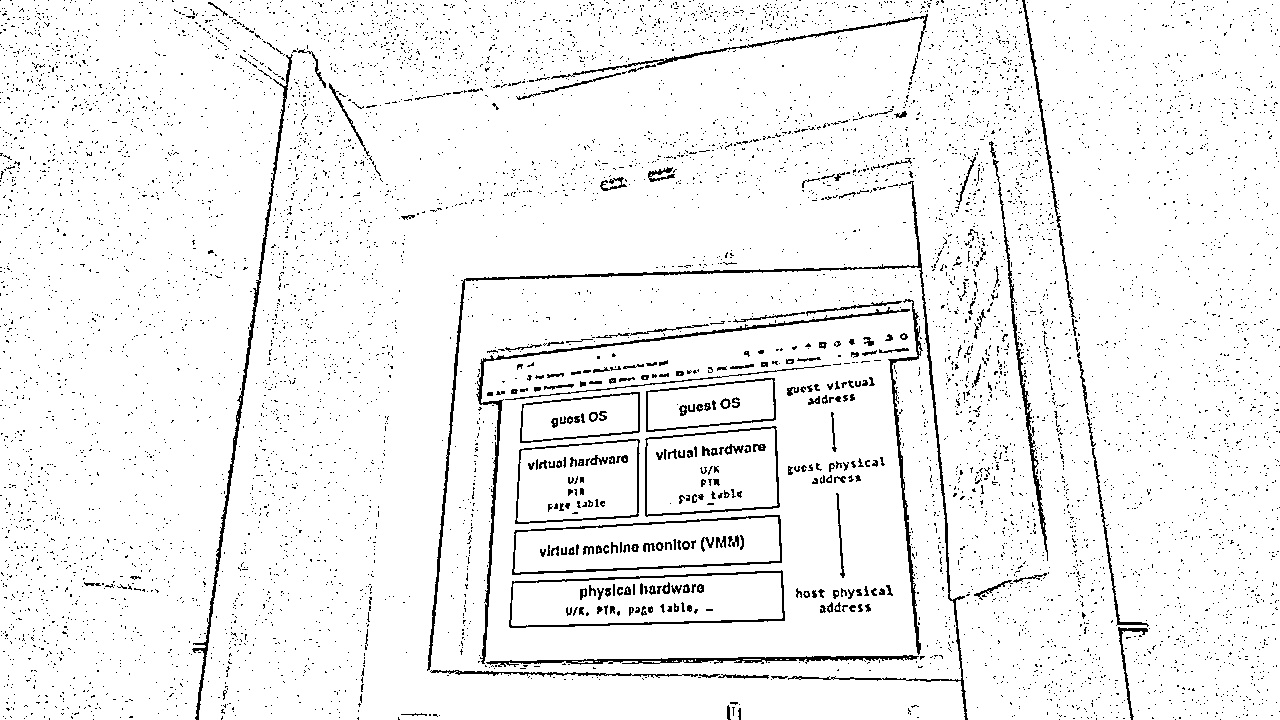 guest OS
guest OS
guest virtual
address
virtual hardware
U/K
PTR
page table
virtual hardware
U/K
PTR
page table
guest physical
address
virtual machine monitor (VMM)
physical hardware
U/K, PTR, page table, …
host physical
address